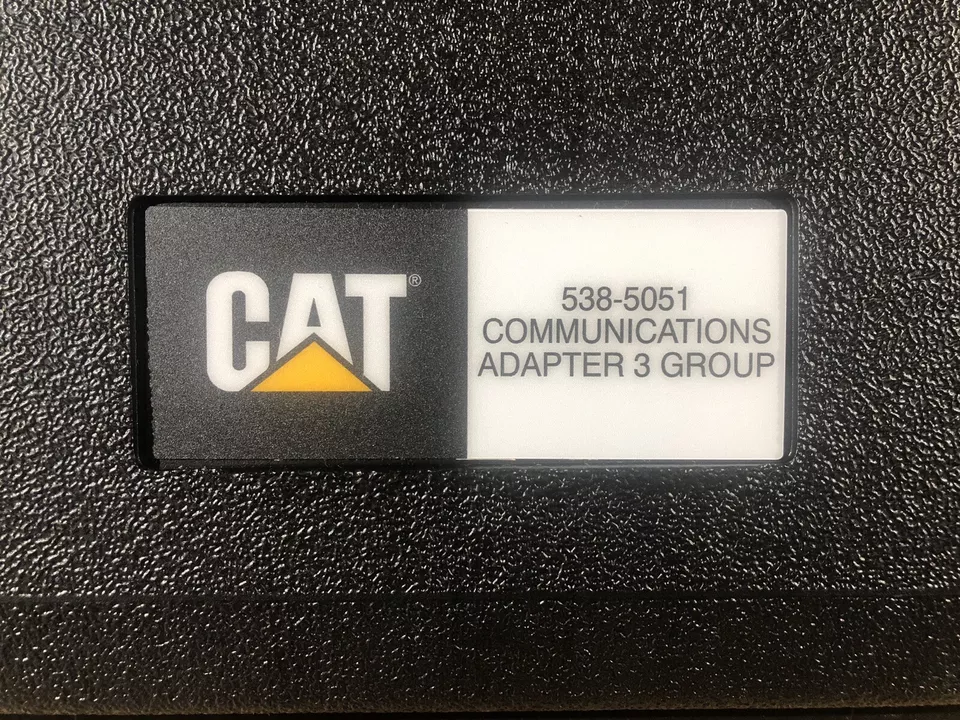 CAT®
538-5051
COMMUNICATIONS
ADAPTER 3 GROUP